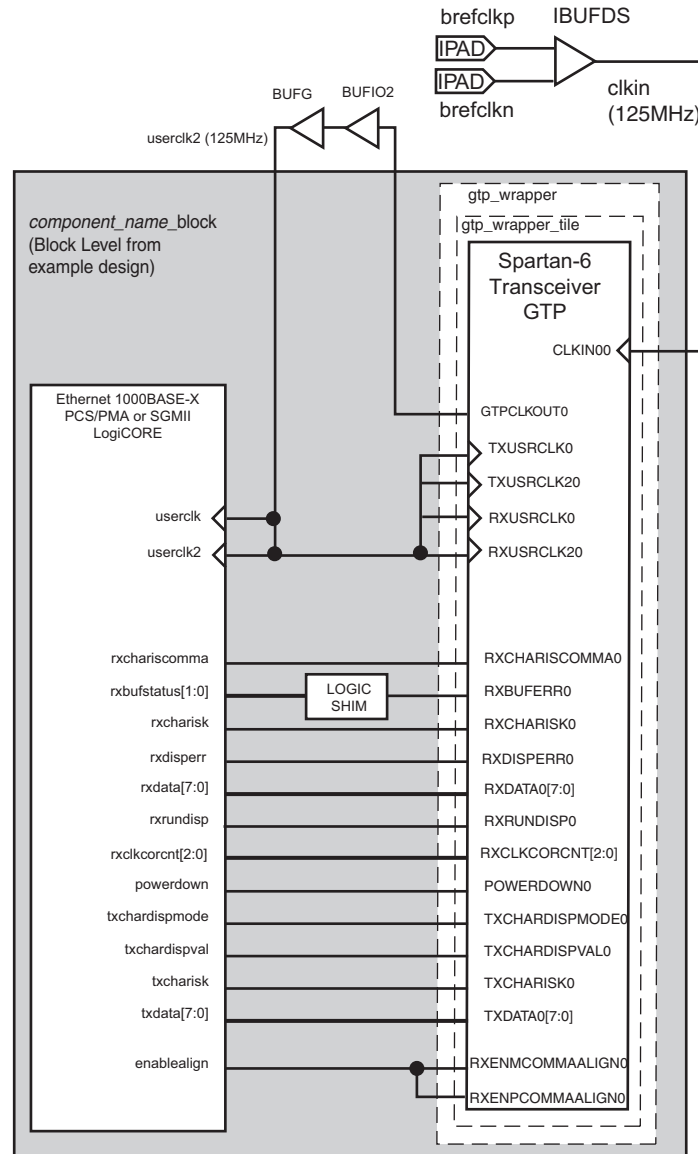 brefclkp
IBUFDS
IPAD
IPAD
brefclkn
clkin
(125MHz)
BUFG
BUFIO2
userclk2 (125MHz)
component_name_block
(Block Level from
example design)
gtp_wrapper
gtp_wrapper_tile
Spartan-6
Transceiver
GTP
CLKIN00
Ethernet 1000BASE-X
PCS/PMA or SGMII
LogiCORE
GTPCLKOUT0
TXUSRCLK0
TXUSRCLK20
userclk
RXUSRCLK0
userclk2
RXUSRCLK20
rxchariscomma
RXCHARISCOMMA0
rxbufstatus[1:0]
LOGIC
SHIM
RXBUFERR0
rxcharisk
RXCHARISK0
rxdisperr
RXDISPERR0
rxdata[7:0]
RXDATA0[7:0]
rxrundisp
RXRUNDISP0
rxclkcorcnt[2:0]
RXCLKCORCNT[2:0]
powerdown
POWERDOWN0
txchardispmode
TXCHARDISPMODE0
txchardispval
TXCHARDISPVAL0
txcharisk
TXCHARISK0
txdata[7:0]
TXDATA0[7:0]
enablealign
RXENMCOMMAALIGN0
RXENPCOMMAALIGN0